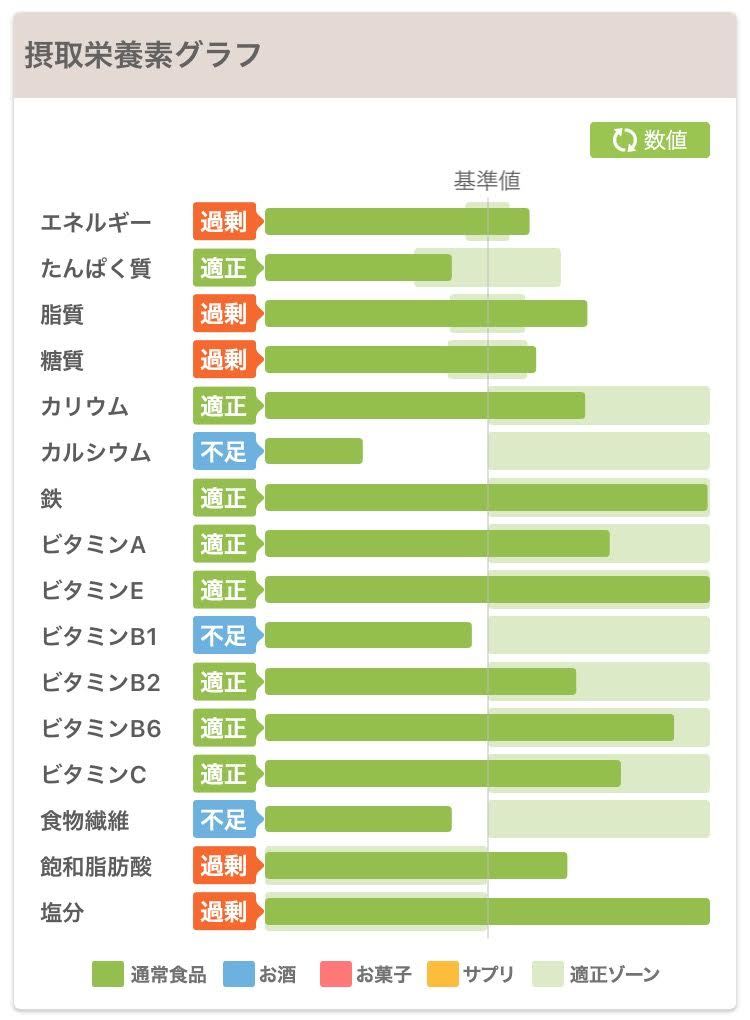 摂取栄養素グラフ
数値
基準値
エネルギー 過剰
たんぱく質 適正
脂質 過剰
糖質 過剰
カリウム 適正
カルシウム 不足
鉄 適正
ビタミンA 適正
ビタミンE 適正
ビタミンB1 不足
ビタミンB2 適正
ビタミンB6 適正
ビタミンC 適正
食物繊維 不足
飽和脂肪酸 過剰
塩分 過剰
通常食品 お酒 お菓子 サプリ 適正ゾーン